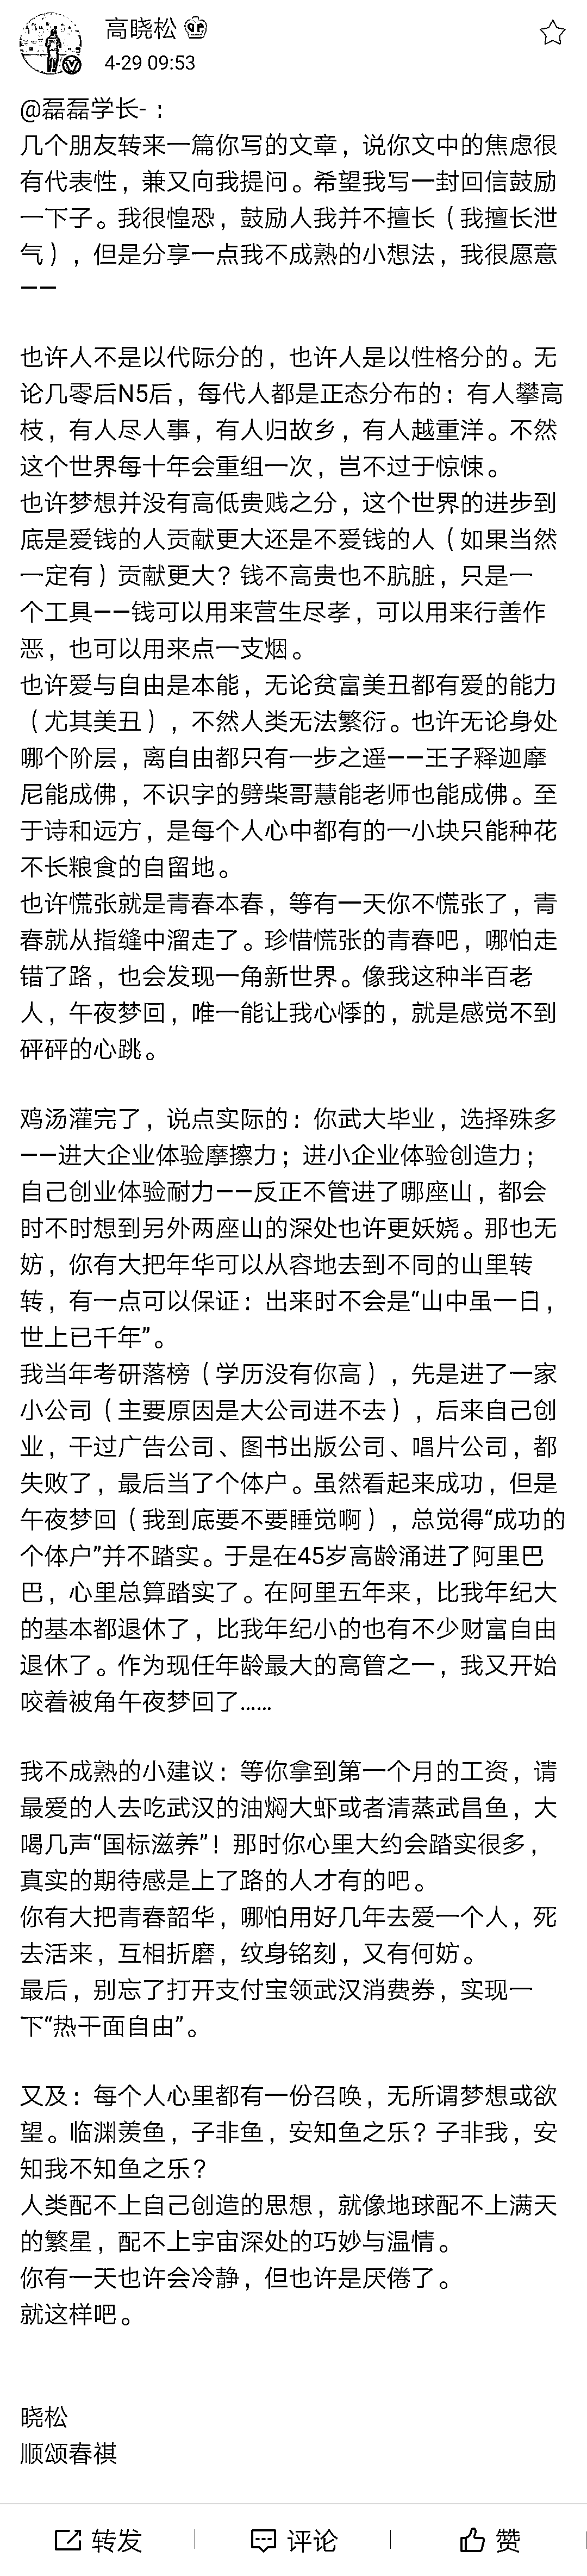 高晓松
4-29 09:53
@磊磊学长- ：
几个朋友转来一篇你写的文章，说你文中的焦虑很
有代表性，兼又向我提问。希望我写一封回信鼓励
一下子。我很惶恐，鼓励人我并不擅长（我擅长泄
气），但是分享一点我不成熟的小想法，我很愿意
——
也许人不是以代际分的，也许人是以性格分的。无
论几零后N5后，每代人都是正态分布的：有人攀高
枝，有人尽人事，有人归故乡，有人越重洋。不然
这个世界每十年会重组一次，岂不过于惊悚。
也许梦想并没有高低贵贱之分，这个世界的进步到
底是爱钱的人贡献更大还是不爱钱的人（如果当然
一定有）贡献更大？钱不高贵也不肮脏，只是一
个工具——钱可以用来营生尽孝，可以用来行善作
恶，也可以用来点一支烟。
也许爱与自由是本能，无论贫富美丑都有爱的能力
（尤其美丑），不然人类无法繁衍。也许无论身处
哪个阶层，离自由都只有一步之遥——王子释迦摩
尼能成佛，不识字的劈柴哥慧能老师也能成佛。至
于诗和远方，是每个人心中都有的一小块只能种花
不长粮食的自留地。
也许慌张就是青春本春，等有一天你不慌张了，青
春就从指缝中溜走了。珍惜慌张的青春吧，哪怕走
错了路，也会发现一角新世界。像我这种半百老
人，午夜梦回，唯一能让我心悸的，就是感觉不到
砰砰的心跳。
鸡汤灌完了，说点实际的：你武大毕业，选择殊多
——进大企业体验摩擦力；进小企业体验创造力；
自己创业体验耐力——反正不管进了哪座山，都会
时不时想到另外两座山的深处也许更妖娆。那也无
妨，你有大把年华可以从容地去到不同的山里转
转，有一点可以保证：出来时不会是“山中虽一日，
世上已千年”。
我当年考研落榜（学历没有你高），先是进了一家
小公司（主要原因是大公司进不去），后来自己创
业，干过广告公司、图书出版公司、唱片公司，都
失败了，最后当了个体户。虽然看起来成功，但是
午夜梦回（我到底要不要睡觉啊），总觉得“成功的
个体户”并不踏实。于是在45岁高龄涌进了阿里巴
巴，心里总算踏实了。在阿里五年来，比我年纪大
的基本都退休了，比我年纪小的也有不少财富自由
退休了。作为现任年龄最大的高管之一，我又开始
咬着被角午夜梦回了……
我不成熟的小建议：等你拿到第一个月的工资，请
最爱的人去吃武汉的油焖大虾或者清蒸武昌鱼，大
喝几声“国标滋养”！那时你心里大约会踏实很多，
真实的期待感是上了路的人才有的吧。
你有大把青春韶华，哪怕用好几年去爱一个人，死
去活来，互相折磨，纹身铭刻，又有何妨。
最后，别忘了打开支付宝领武汉消费券，实现一
下“热干面自由”。
又及：每个人心里都有一份召唤，无所谓梦想或欲
望。临渊羡鱼，子非鱼，安知鱼之乐？子非我，安
知我不知鱼之乐？
人类配不上自己创造的思想，就像地球配不上满天
的繁星，配不上宇宙深处的巧妙与温情。
你有一天也许会冷静，但也许是厌倦了。
就这样吧。
晓松
顺颂春祺
转发 评论 赞